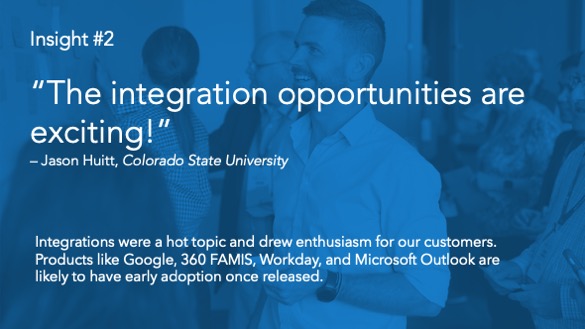 Insight #2
“The integration opportunities are
exciting!”
– Jason Huitt, Colorado State University
Integrations were a hot topic and drew enthusiasm for our customers.
Products like Google, 360 FAMIS, Workday, and Microsoft Outlook are
likely to have early adoption once released.